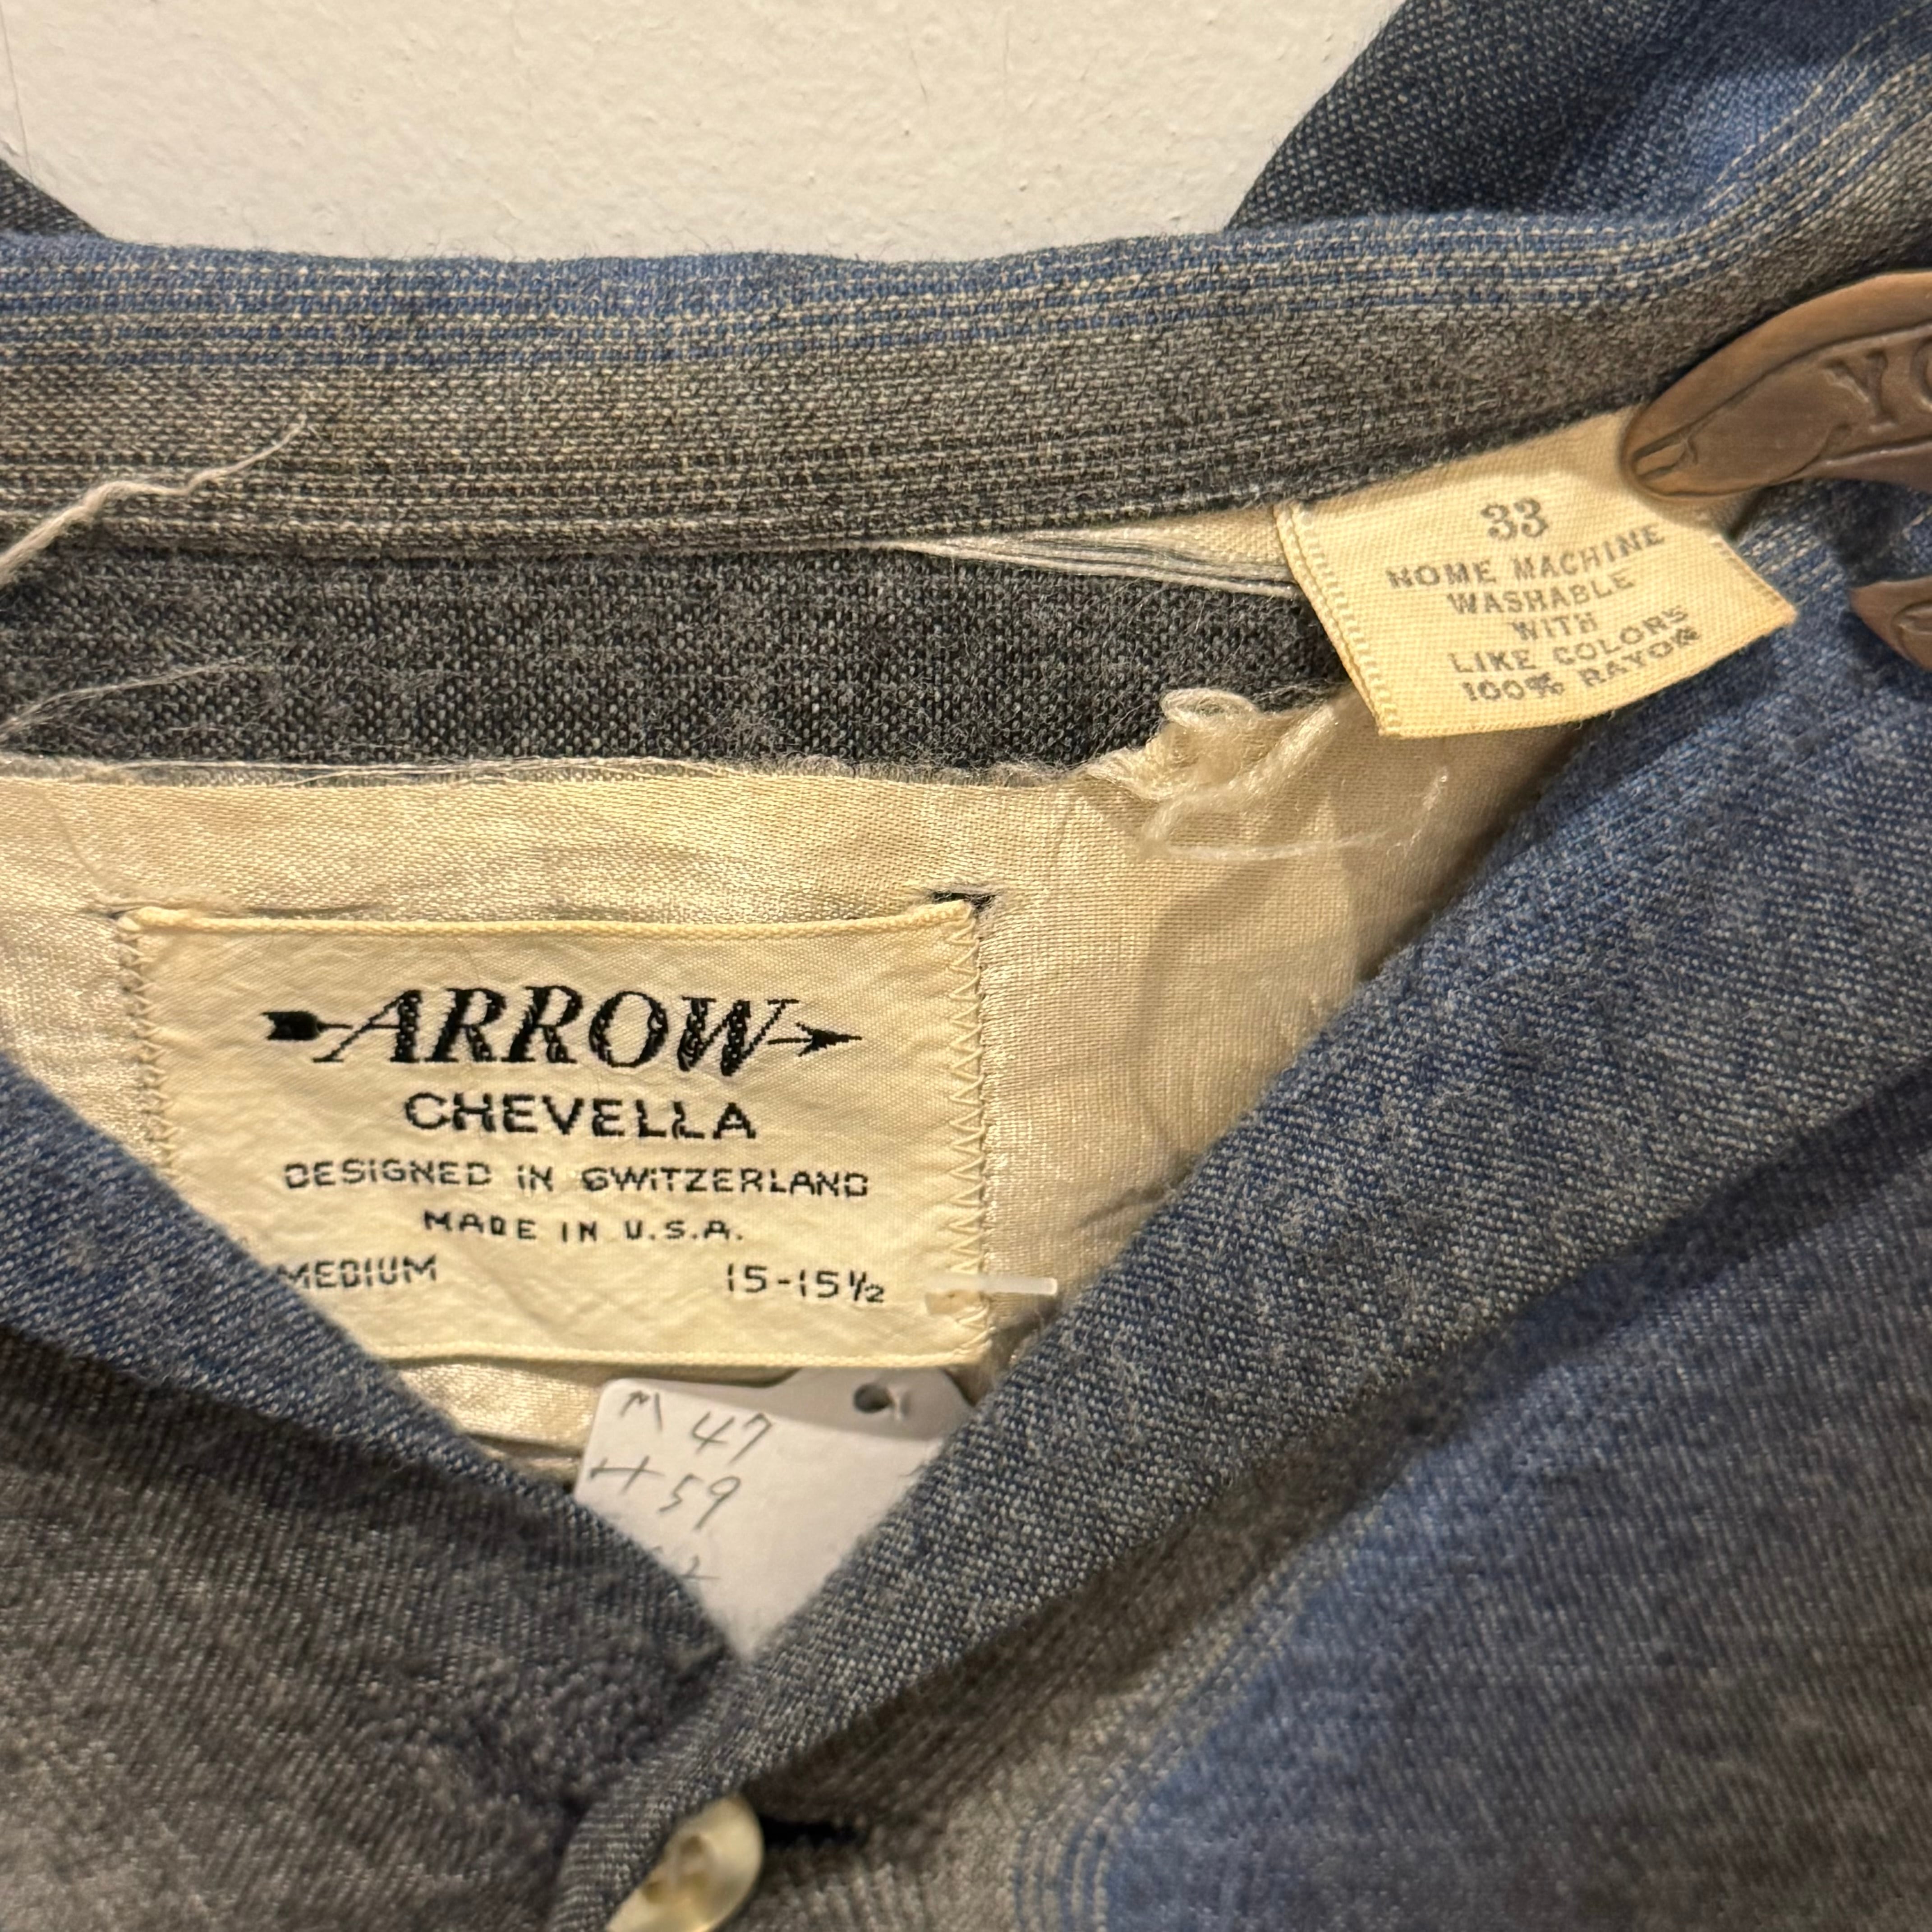 33
HOME MACHINE
WASHABLE
WITH
LIKE COLORS
100% RAYON
ARROW
CHEVELLA
DESIGNED IN SWITZERLAND
MADE IN U.S.A.
MEDIUM 15-15½
M 47
H 59